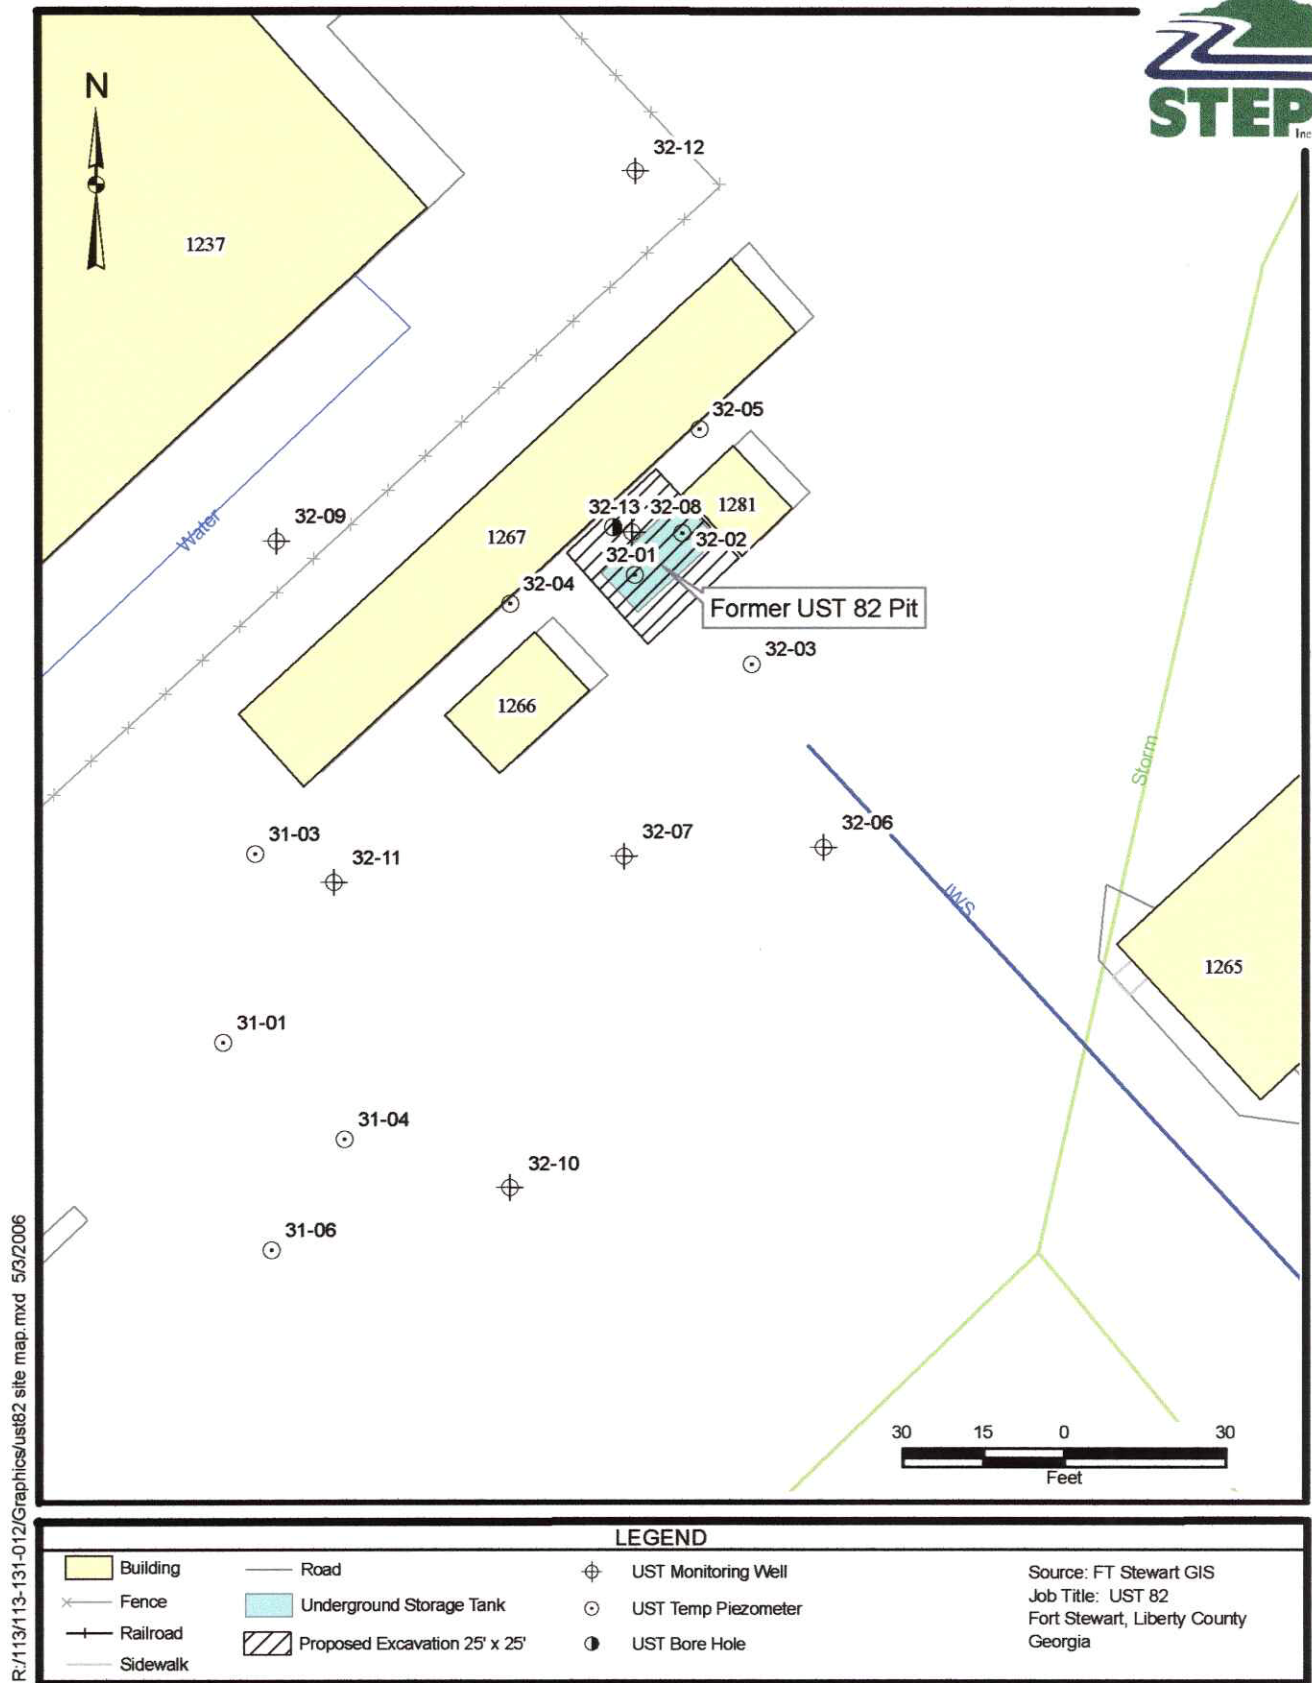 STEP
Inc
N
32-12
1237
32-05
32-09
32-13
32-08
1281
Water
1267
32-02
32-01
32-04
Former UST 82 Pit
32-03
1266
Storm
31-03
32-11
32-07
32-06
IWS
1265
31-01
31-04
32-10
31-06
30 15 0 30
Feet
R:/113/113-131-012/Graphics/ust82 site map.mxd 5/3/2006
LEGEND
Building
Fence
Railroad
Sidewalk
Road
Underground Storage Tank
Proposed Excavation 25' x 25'
UST Monitoring Well
UST Temp Piezometer
UST Bore Hole
Source: FT Stewart GIS
Job Title: UST 82
Fort Stewart, Liberty County
Georgia